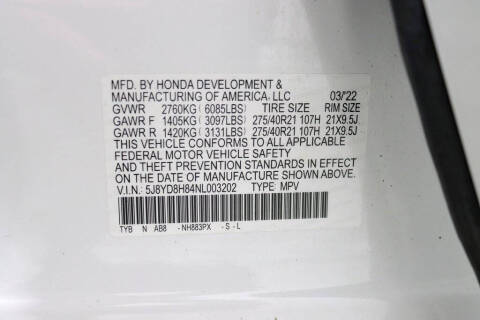 MFD. BY HONDA DEVELOPMENT &
MANUFACTURING OF AMERICA, LLC 03/'22
GVWR 2760KG (6085LBS) TIRE SIZE RIM SIZE
GAWR F 1405KG (3097LBS) 275/40R21 107H 21X9.5J
GAWR R 1420KG (3131LBS) 275/40R21 107H 21X9.5J
THIS VEHICLE CONFORMS TO ALL APPLICABLE
FEDERAL MOTOR VEHICLE SAFETY
AND THEFT PREVENTION STANDARDS IN EFFECT
ON THE DATE OF MANUFACTURE SHOWN ABOVE.
V.I.N.: 5J8YD8H84NL003202 TYPE: MPV
TYB N AB8 -NH883PX -S-L